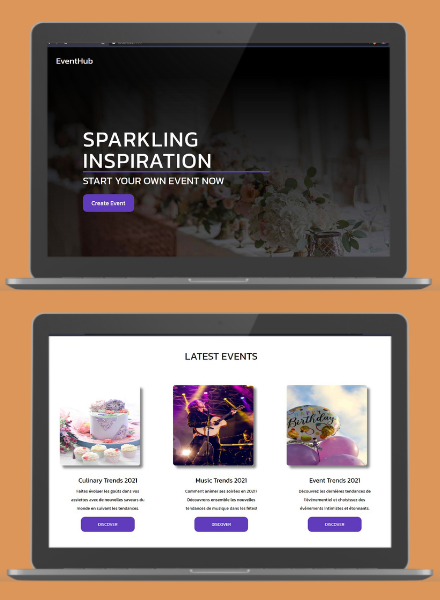 EventHub
SPARKLING
INSPIRATION
START YOUR OWN EVENT NOW
Create Event
LATEST EVENTS
Birthday
Culinary Trends 2021
Music Trends 2021
Event Trends 2021
Faites évoluer les goûts dans vos
assiettes avec de nouvelles saveurs du
monde en suivant les tendances.
Comment animer ses soirées en 2021?
Découvrons ensemble les nouvelles
tendances de musique dans les fêtes!
Découvrez les dernières tendances de
l'événementiel et choisissez des
événements intimistes et étonnants.
DISCOVER
DISCOVER
DISCOVER